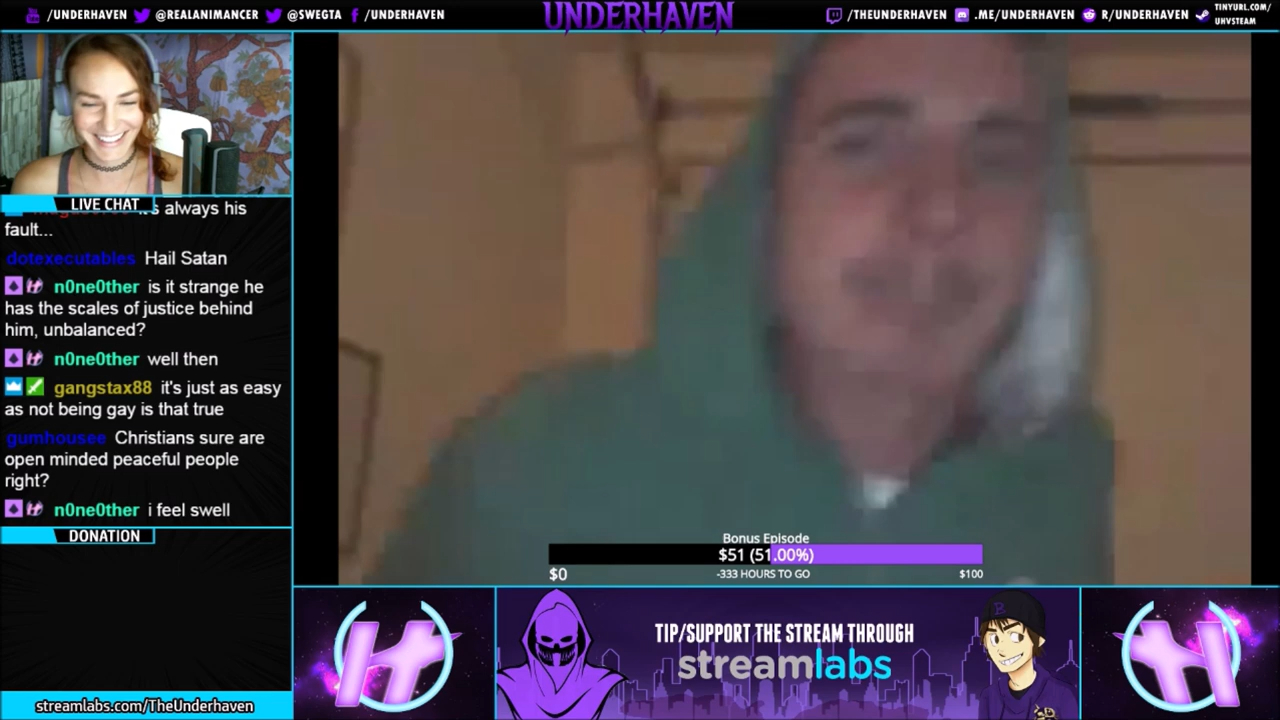 /UNDERHAVEN @REALANIMANCER @SWEGTA /UNDERHAVEN
UNDERHAVEN
/THEUNDERHAVEN .ME/UNDERHAVEN R/UNDERHAVEN TINYURL.COM/
UHVSTEAM
LIVE CHAT
it's always his
fault...
dotexecutables Hail Satan
n0ne0ther is it strange he
has the scales of justice behind
him, unbalanced?
n0ne0ther well then
gangstax88 it's just as easy
as not being gay is that true
gumhousee Christians sure are
open minded peaceful people
right?
n0ne0ther i feel swell
DONATION
streamlabs.com/TheUnderhaven
Bonus Episode
$51 (51.00%)
$0 -333 HOURS TO GO $100
TIP/SUPPORT THE STREAM THROUGH
streamlabs
B